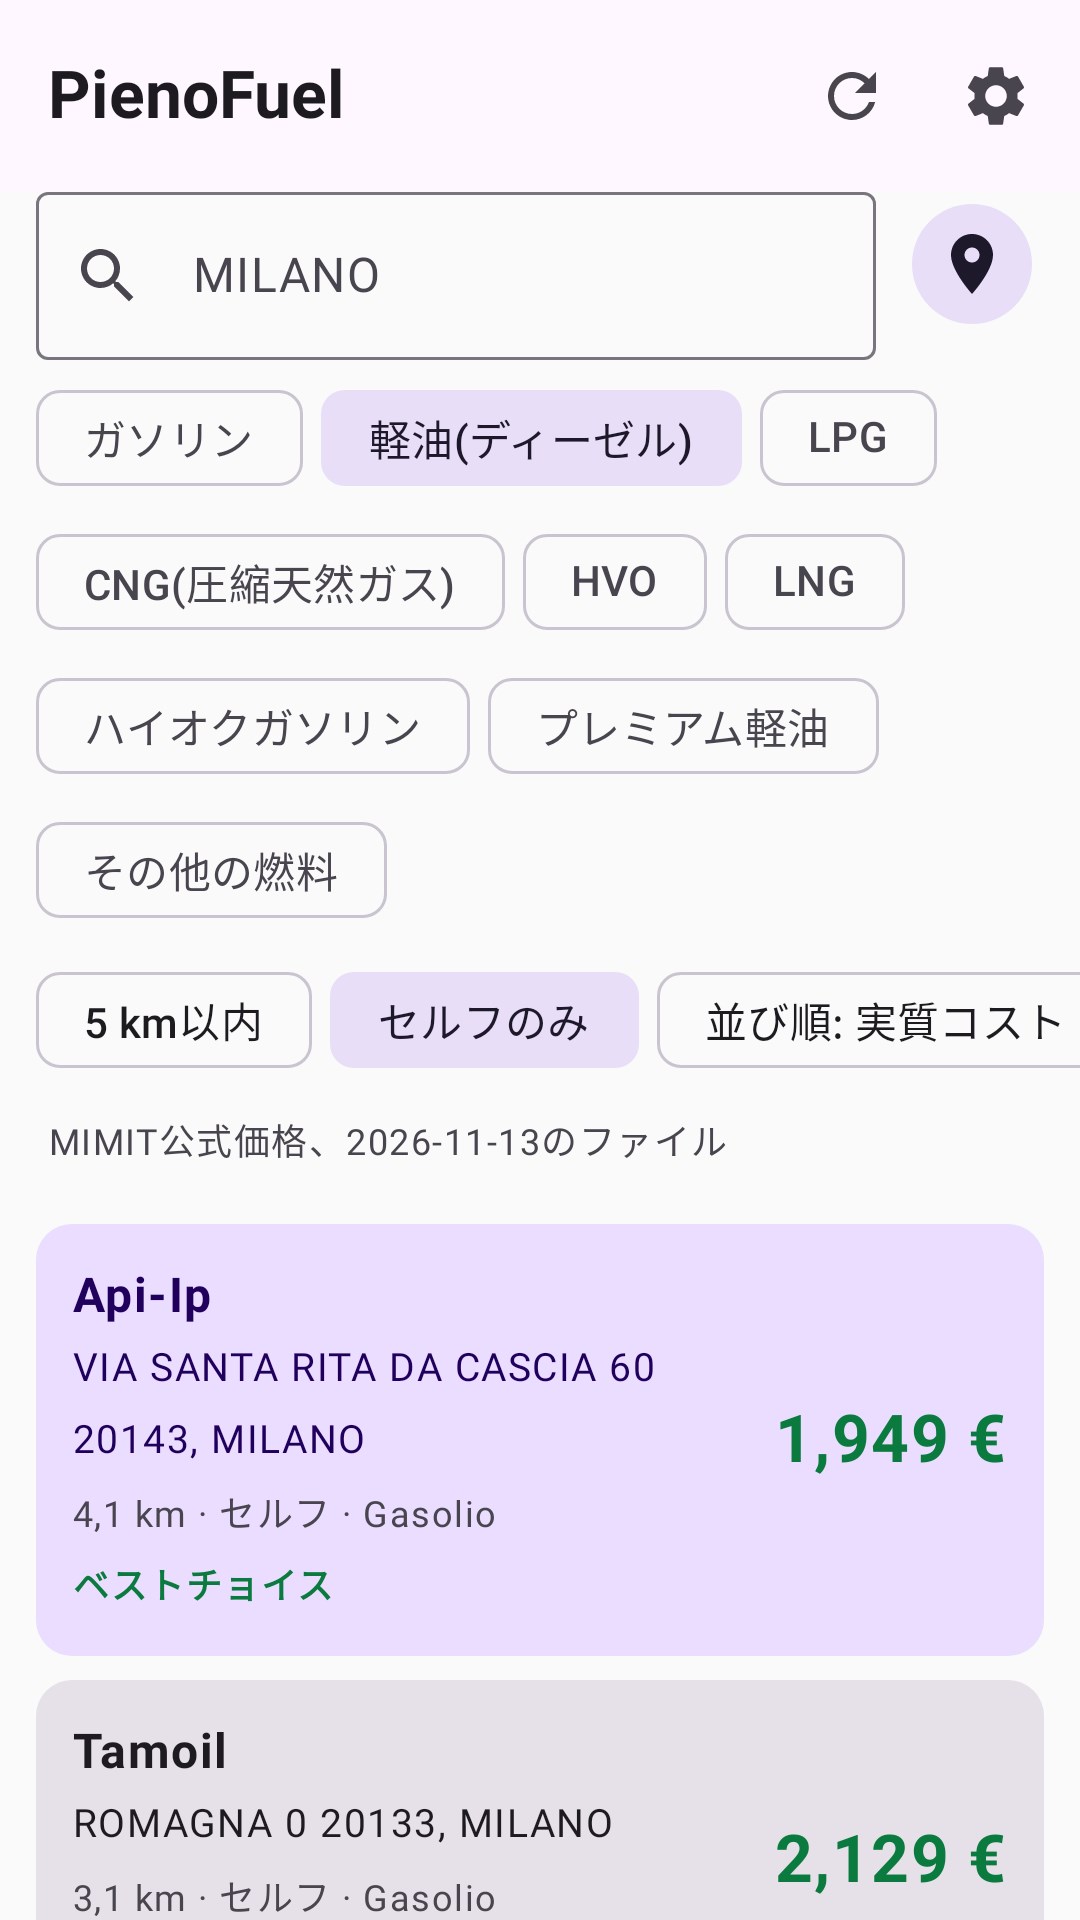 PienoFuel
MILANO
ガソリン
軽油(ディーゼル)
LPG
CNG(圧縮天然ガス)
HVO
LNG
ハイオクガソリン
プレミアム軽油
その他の燃料
5 km以内
セルフのみ
並び順: 実質コスト
MIMIT公式価格、2026-11-13のファイル
Api-Ip
VIA SANTA RITA DA CASCIA 60
20143, MILANO
1,949 €
4,1 km · セルフ · Gasolio
ベストチョイス
Tamoil
ROMAGNA 0 20133, MILANO
2,129 €
3,1 km · セルフ · Gasolio